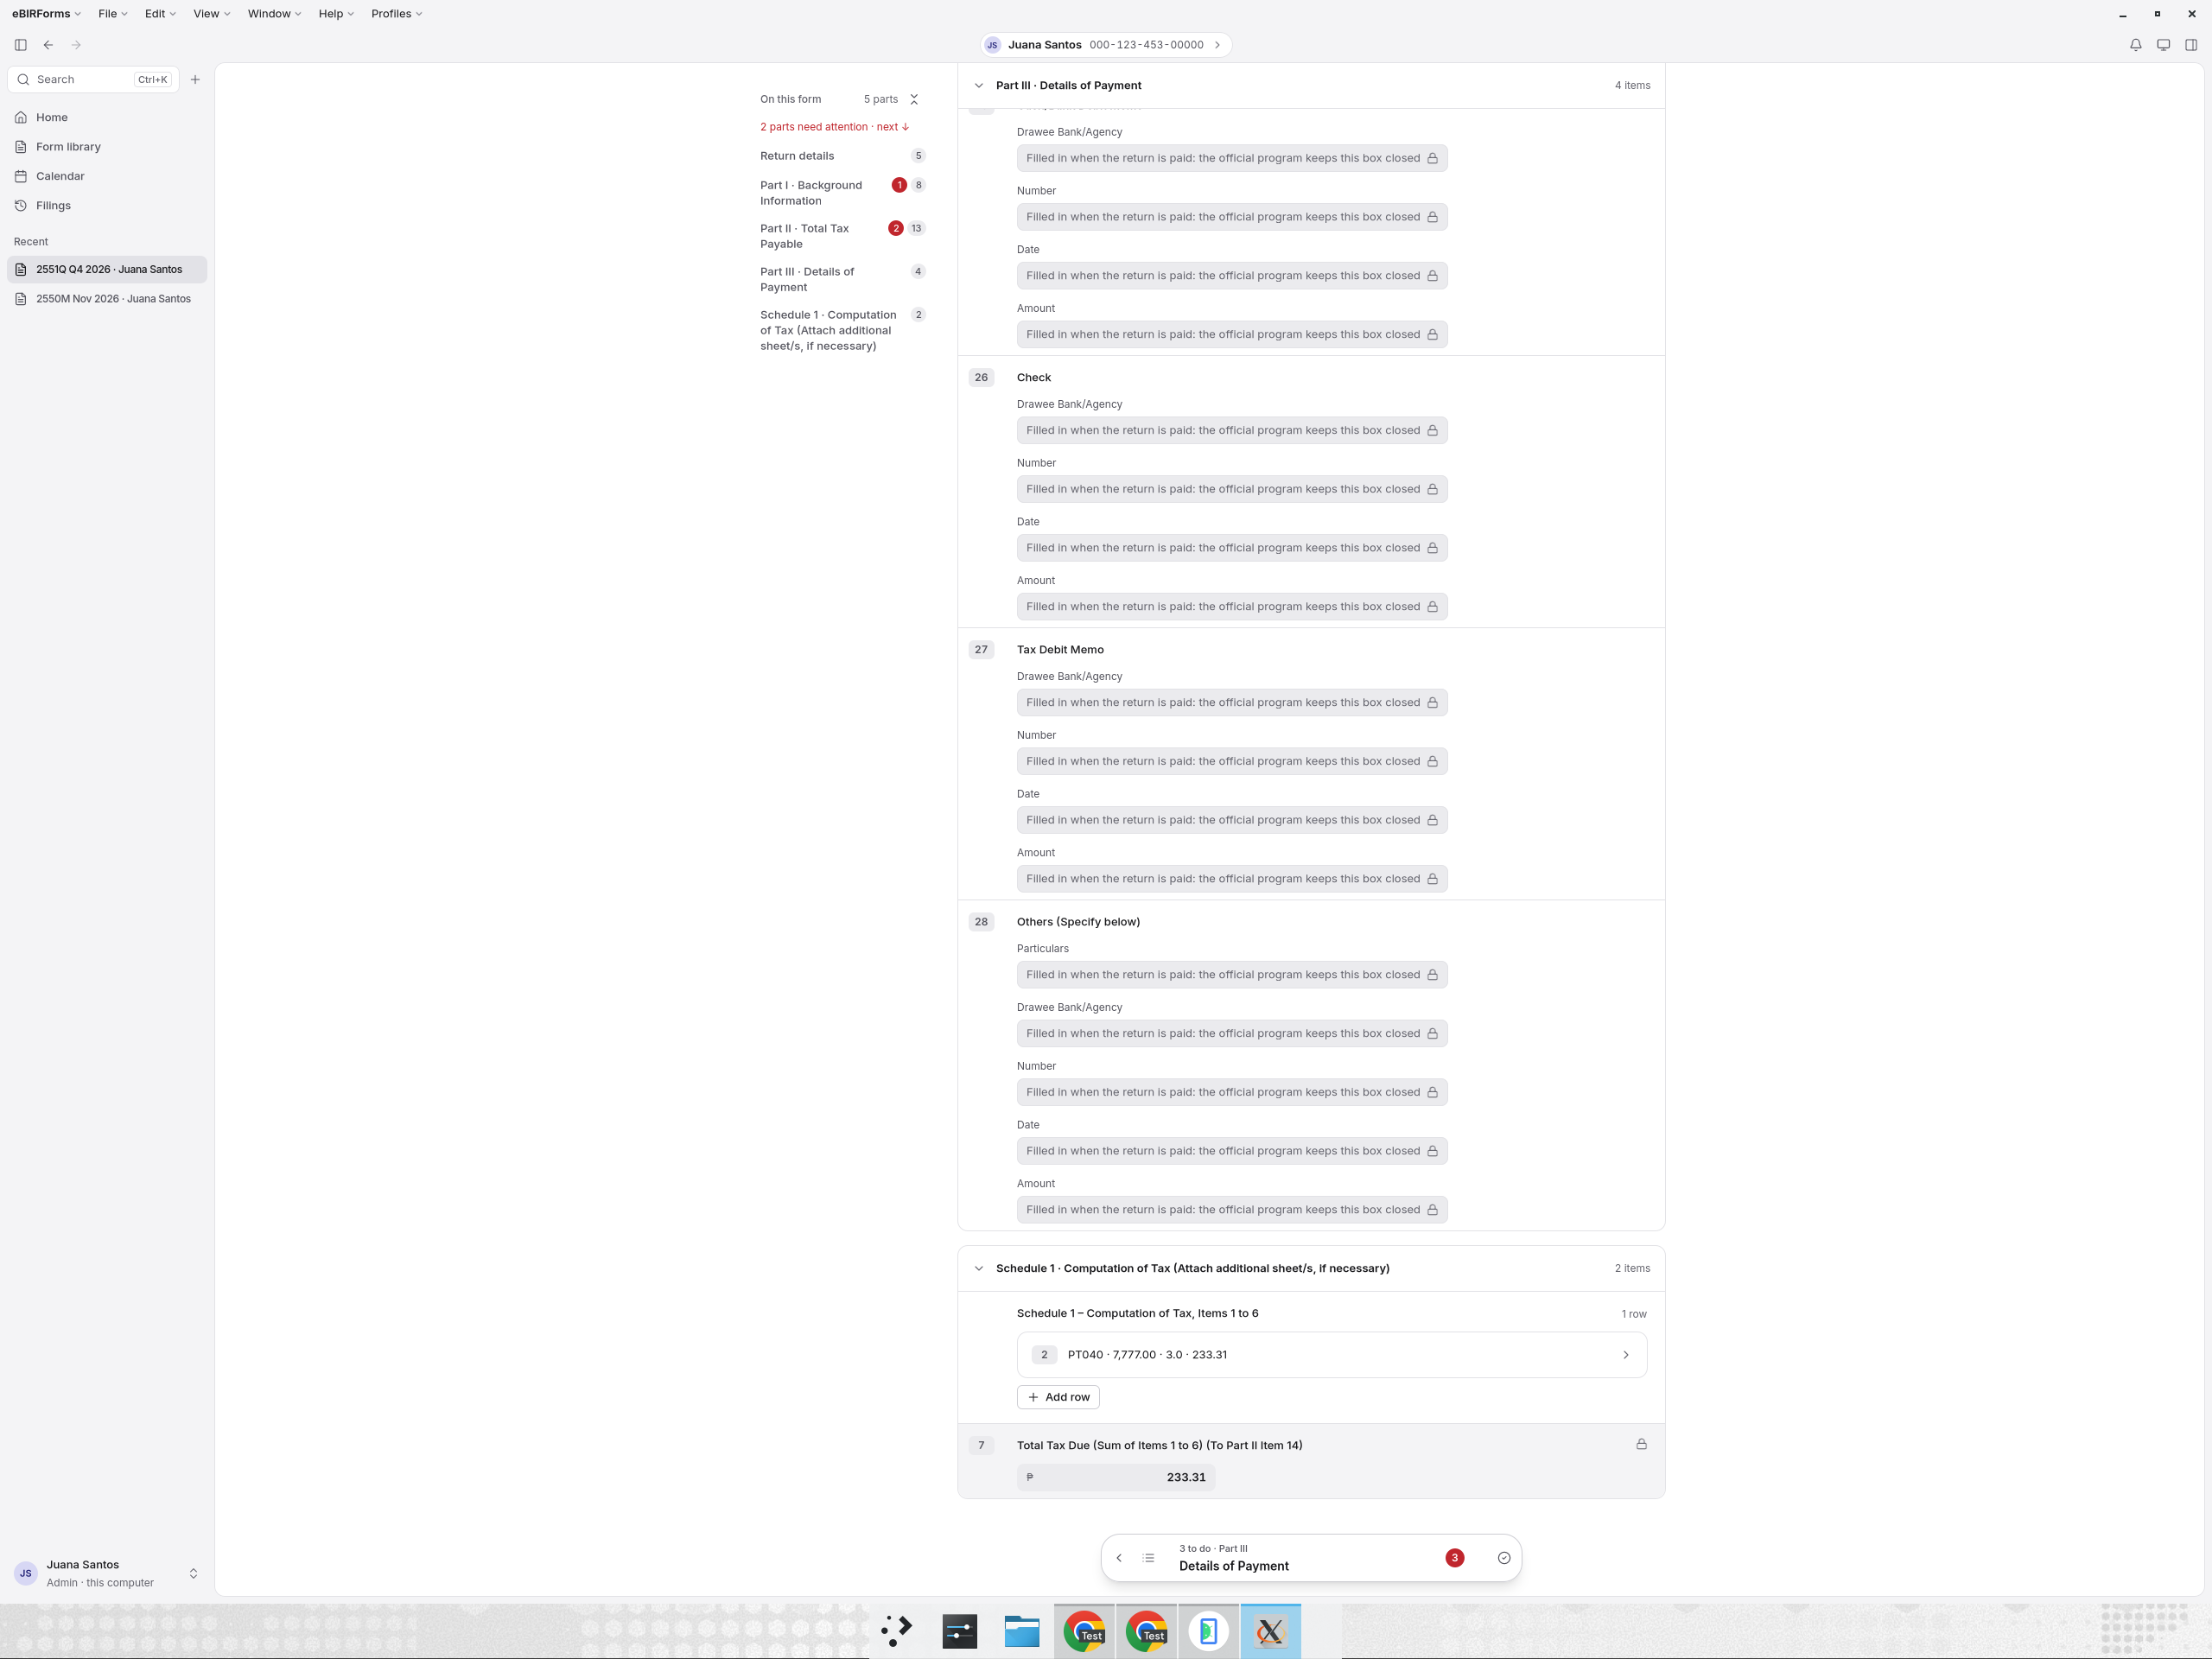 eBIRForms File Edit View Window Help Profiles
JS Juana Santos 000-123-453-00000
Search Ctrl+K
Home
Form library
Calendar
Filings
Recent
2551Q Q4 2026 · Juana Santos
2550M Nov 2026 · Juana Santos
On this form 5 parts
2 parts need attention · next ↓
Return details 5
Part I · Background 1 8
Information
Part II · Total Tax 2 13
Payable
Part III · Details of 4
Payment
Schedule 1 · Computation 2
of Tax (Attach additional
sheet/s, if necessary)
Part III · Details of Payment 4 items
Drawee Bank/Agency
Filled in when the return is paid: the official program keeps this box closed
Number
Filled in when the return is paid: the official program keeps this box closed
Date
Filled in when the return is paid: the official program keeps this box closed
Amount
Filled in when the return is paid: the official program keeps this box closed
26 Check
Drawee Bank/Agency
Filled in when the return is paid: the official program keeps this box closed
Number
Filled in when the return is paid: the official program keeps this box closed
Date
Filled in when the return is paid: the official program keeps this box closed
Amount
Filled in when the return is paid: the official program keeps this box closed
27 Tax Debit Memo
Drawee Bank/Agency
Filled in when the return is paid: the official program keeps this box closed
Number
Filled in when the return is paid: the official program keeps this box closed
Date
Filled in when the return is paid: the official program keeps this box closed
Amount
Filled in when the return is paid: the official program keeps this box closed
28 Others (Specify below)
Particulars
Filled in when the return is paid: the official program keeps this box closed
Drawee Bank/Agency
Filled in when the return is paid: the official program keeps this box closed
Number
Filled in when the return is paid: the official program keeps this box closed
Date
Filled in when the return is paid: the official program keeps this box closed
Amount
Filled in when the return is paid: the official program keeps this box closed
Schedule 1 · Computation of Tax (Attach additional sheet/s, if necessary) 2 items
Schedule 1 – Computation of Tax, Items 1 to 6 1 row
2 PT040 · 7,777.00 · 3.0 · 233.31
Add row
7 Total Tax Due (Sum of Items 1 to 6) (To Part II Item 14)
₱ 233.31
3 to do · Part III
Details of Payment 3
JS Juana Santos
Admin · this computer
Test Test